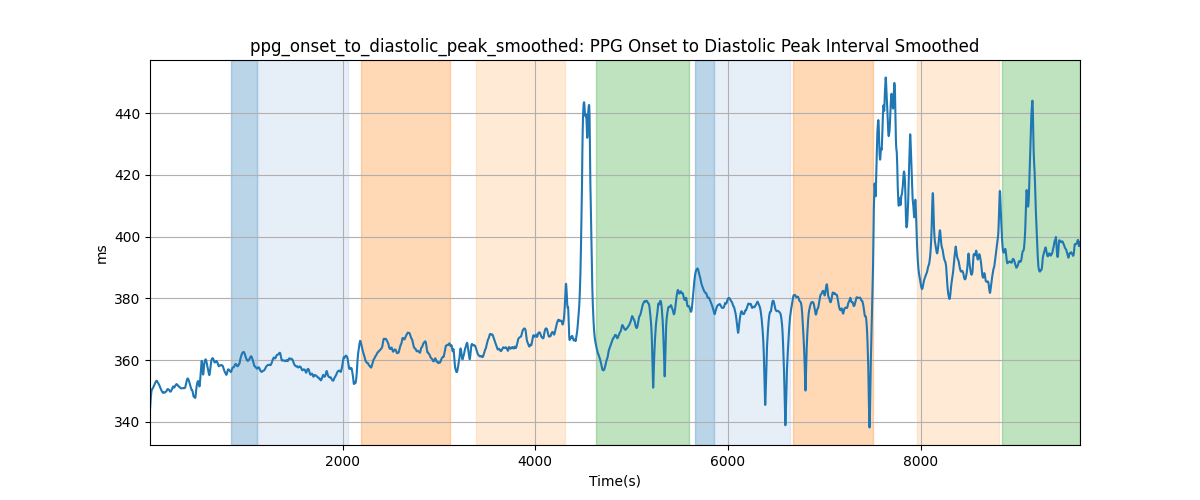 ppg_onset_to_diastolic_peak_smoothed: PPG Onset to Diastolic Peak Interval Smoothed
440
420
400
380
360
340
ms
2000 4000 6000 8000
Time(s)